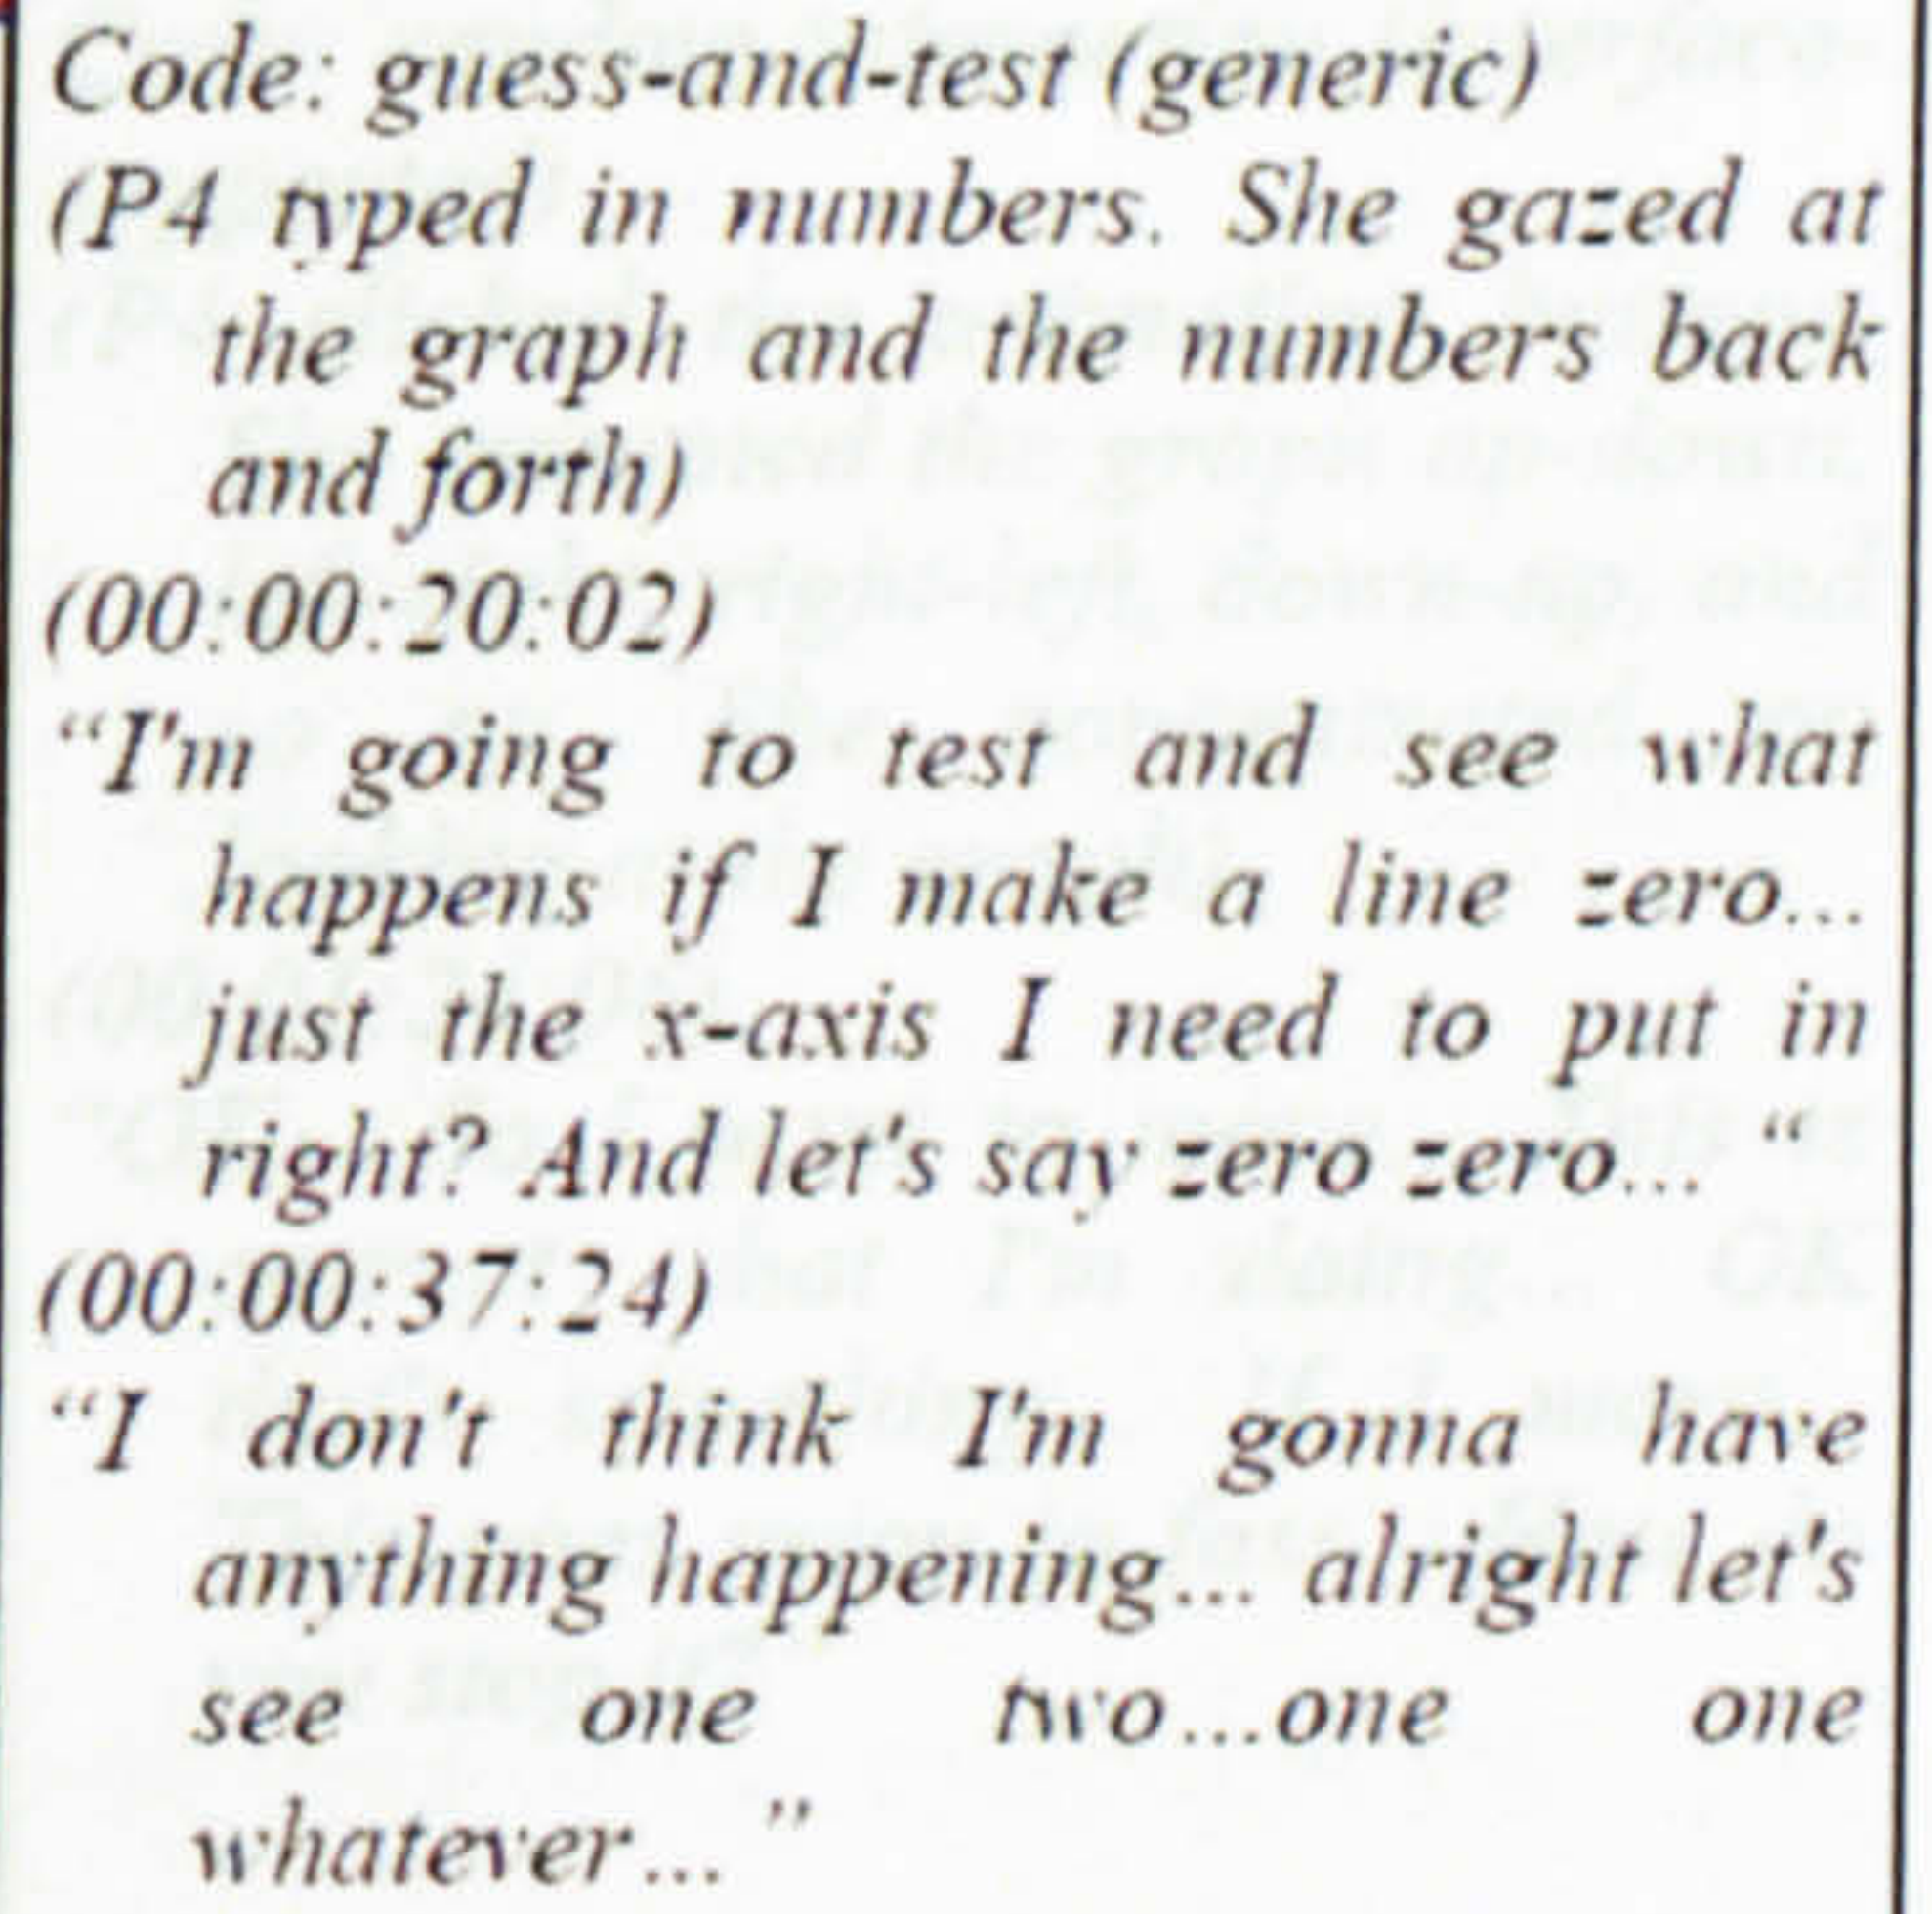 Code: guess-and-test (generic)
(P4 typed in numbers. She gazed at
the graph and the numbers back
and forth)
(00:00:20:02)
“I'm going to test and see what
happens if I make a line zero...
just the x-axis I need to put in
right? And let's say zero zero... “
(00:00:37:24)
“I don't think I'm gonna have
anything happening... alright let's
see one two...one one
whatever...”